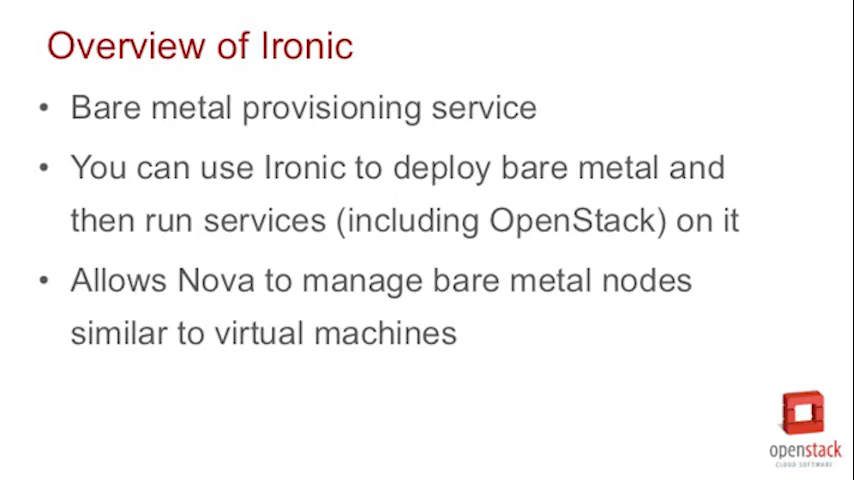 Overview of Ironic
• Bare metal provisioning service
• You can use Ironic to deploy bare metal and
then run services (including OpenStack) on it
• Allows Nova to manage bare metal nodes
similar to virtual machines
openstack
CLOUD SOFTWARE